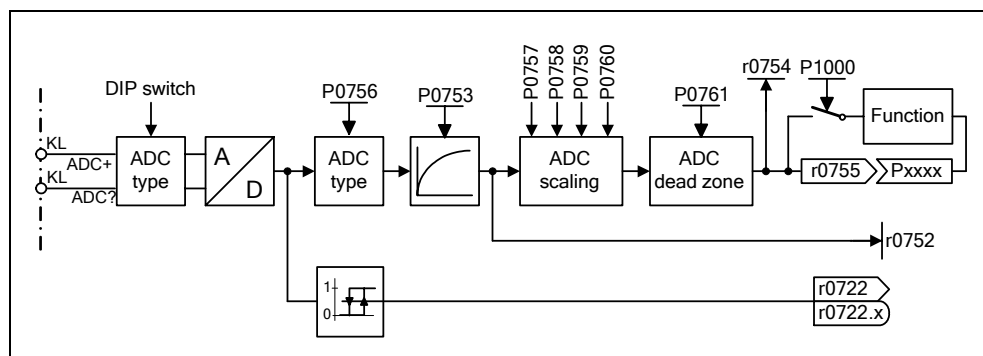 DIP switch
KL
ADC+
KL
ADC?
ADC
type
A
D
P0756
ADC
type
P0753
P0757
P0758
P0759
P0760
ADC
scaling
P0761
ADC
dead zone
r0754
P1000
Function
r0755
Pxxxx
r0752
1
0
r0722
r0722.x